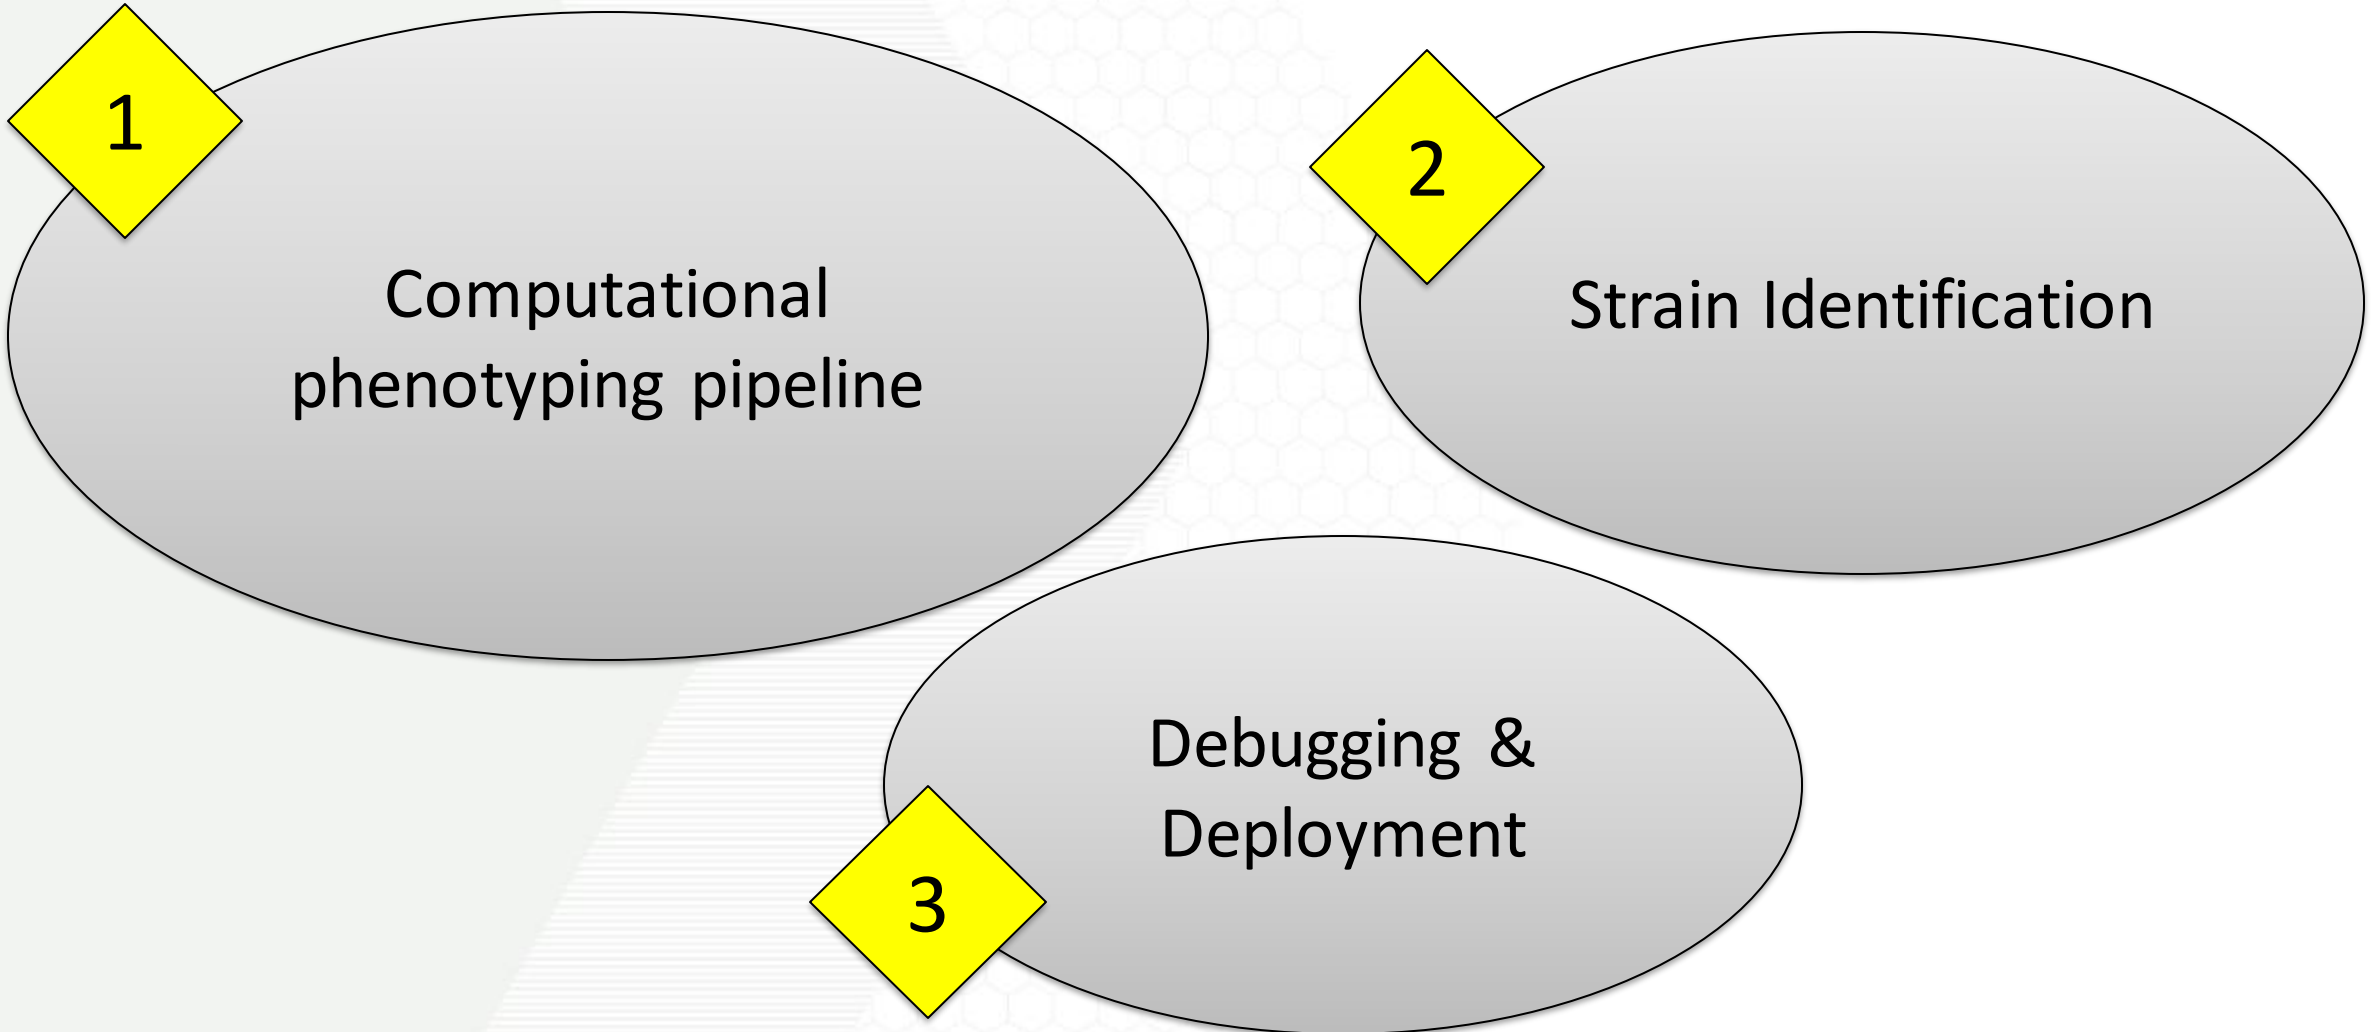 1
Computational
phenotyping pipeline
2
Strain Identification
3
Debugging &
Deployment